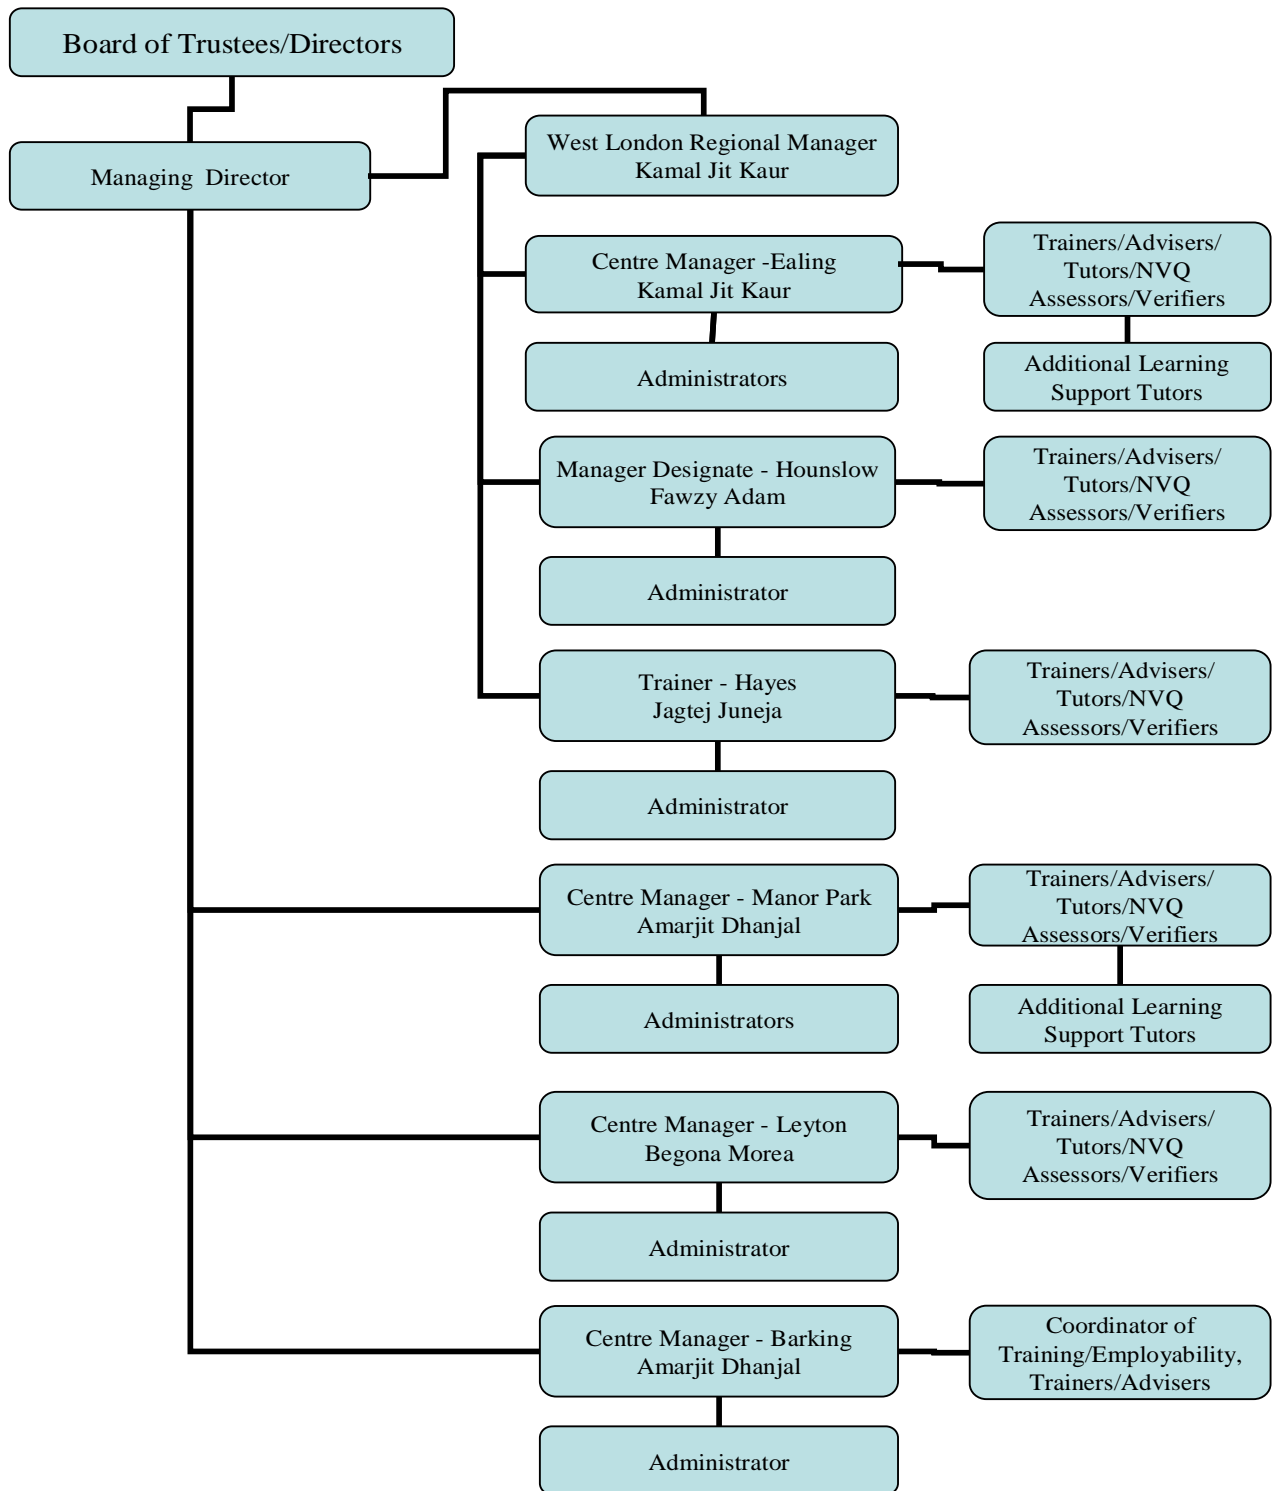 Board of Trustees/Directors
Managing Director
West London Regional Manager
Kamal Jit Kaur
Centre Manager -Ealing
Kamal Jit Kaur
Trainers/Advisers/
Tutors/NVQ
Assessors/Verifiers
Administrators
Additional Learning
Support Tutors
Manager Designate - Hounslow
Fawzy Adam
Trainers/Advisers/
Tutors/NVQ
Assessors/Verifiers
Administrator
Trainer - Hayes
Jagtej Juneja
Trainers/Advisers/
Tutors/NVQ
Assessors/Verifiers
Administrator
Centre Manager - Manor Park
Amarjit Dhanjal
Trainers/Advisers/
Tutors/NVQ
Assessors/Verifiers
Administrators
Additional Learning
Support Tutors
Centre Manager - Leyton
Begona Morea
Trainers/Advisers/
Tutors/NVQ
Assessors/Verifiers
Administrator
Centre Manager - Barking
Amarjit Dhanjal
Coordinator of
Training/Employability,
Trainers/Advisers
Administrator